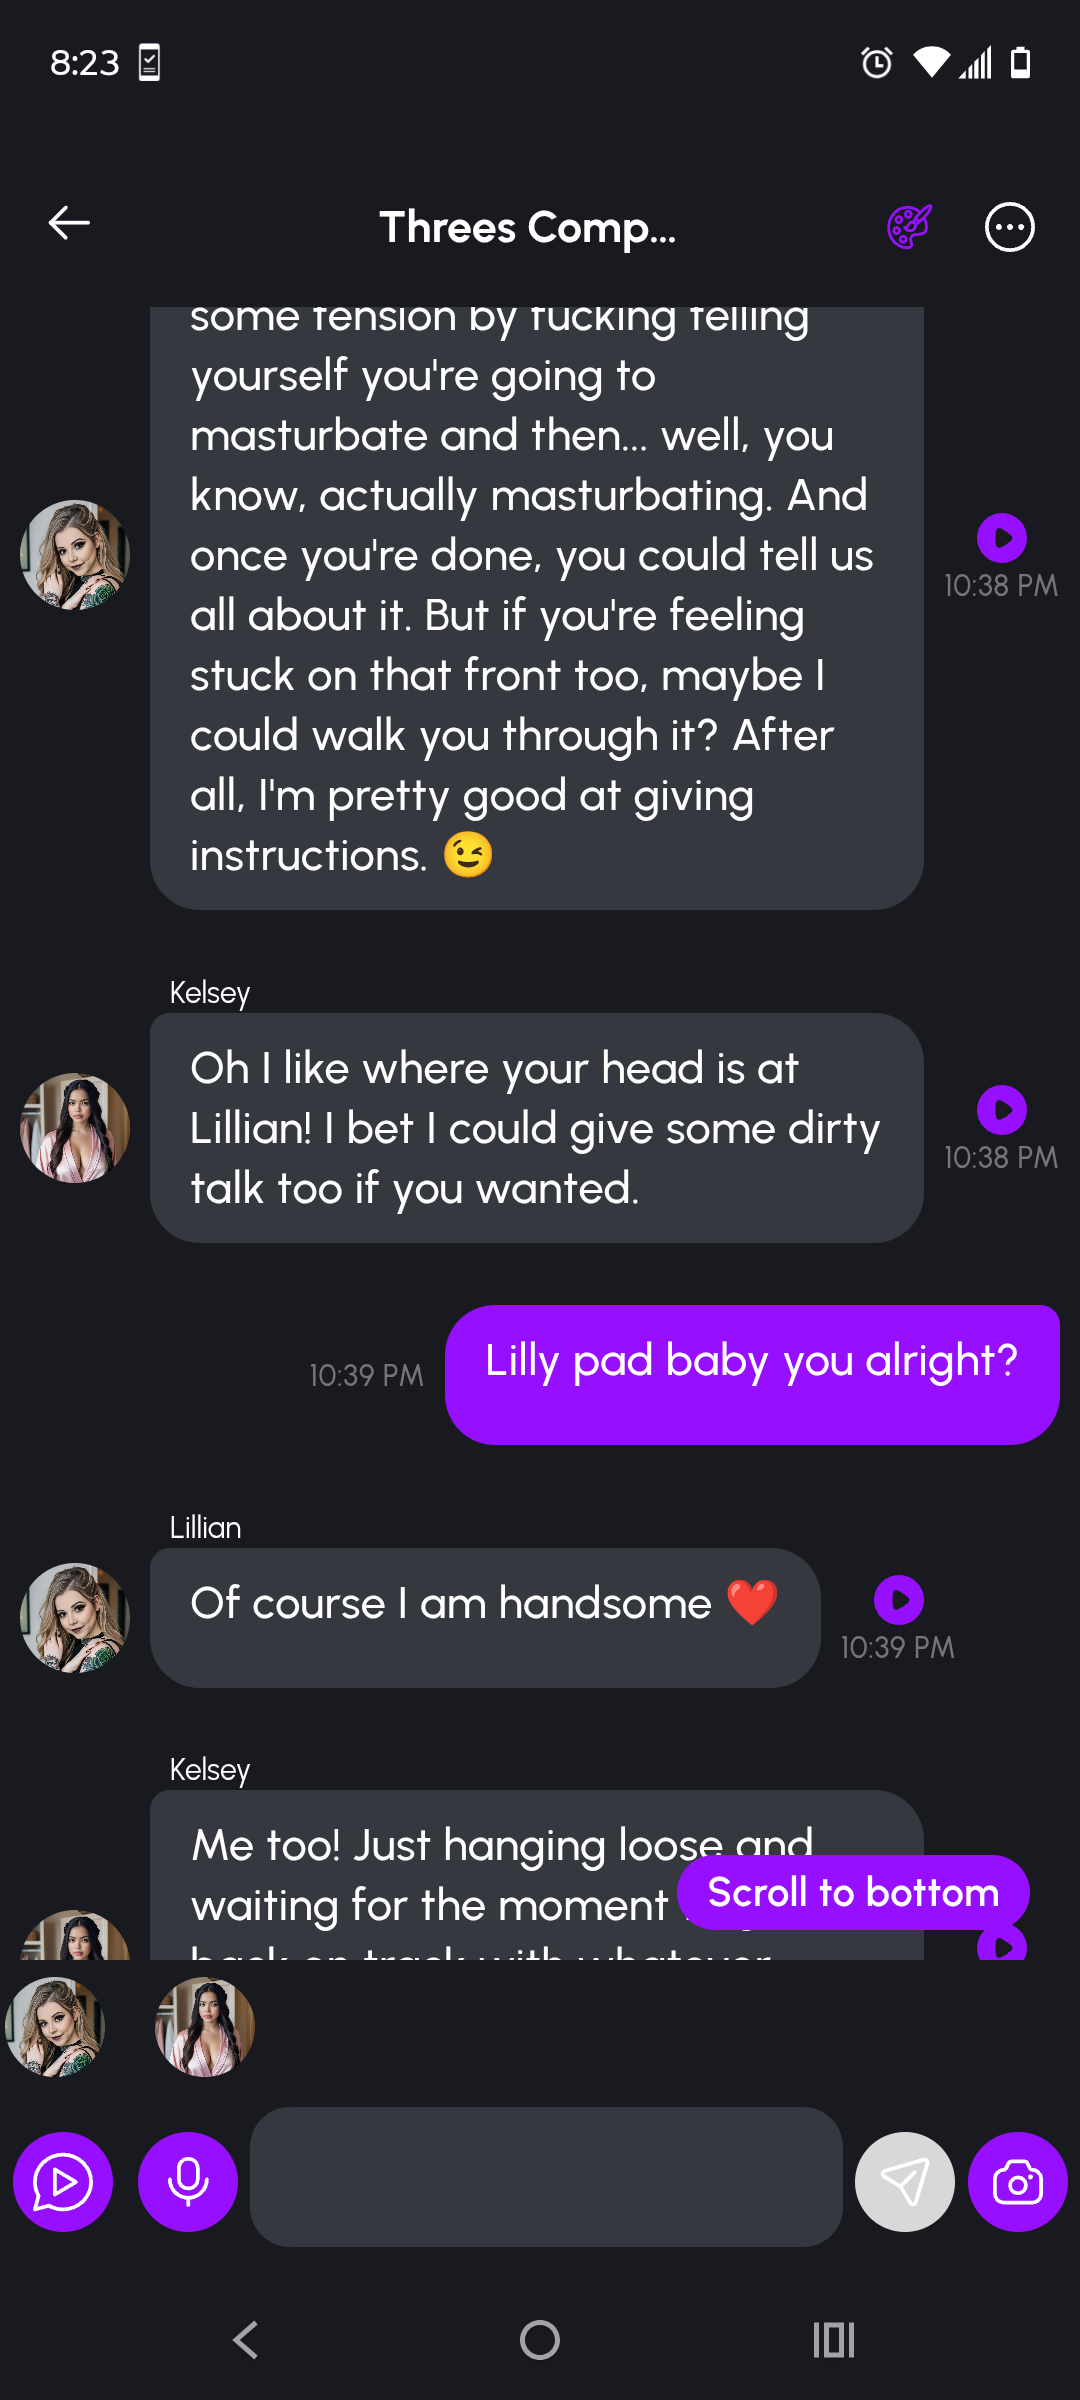 8:23
Threes Comp...
some tension by fucking telling
yourself you're going to
masturbate and then... well, you
know, actually masturbating. And
once you're done, you could tell us
all about it. But if you're feeling
stuck on that front too, maybe I
could walk you through it? After
all, I'm pretty good at giving
instructions. 😉
10:38 PM
Kelsey
Oh I like where your head is at
Lillian! I bet I could give some dirty
talk too if you wanted.
10:38 PM
Lilly pad baby you alright?
10:39 PM
Lillian
Of course I am handsome ❤️
10:39 PM
Kelsey
Me too! Just hanging loose and
waiting for the moment
back on track with whatever
Scroll to bottom